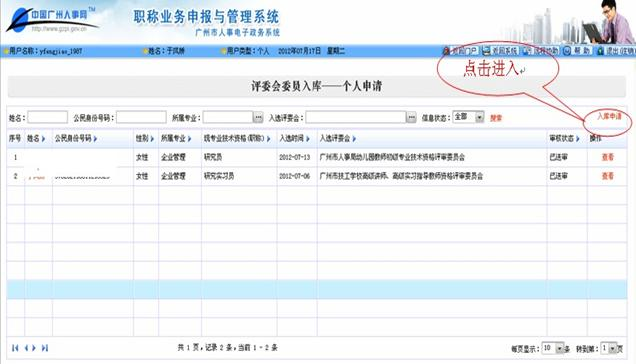 中国广州人事网™ 职称业务申报与管理系统
http://www.gzpi.gov.cn 广州市人事电子政务系统
用户名称:yfengjiao_1987 姓名:于凤娇 用户类型:个人 2012年07月17日 星期二 返回门户 返回系统 远程协助 帮助 退出(注销)
点击进入
评委会委员入库——个人申请
姓名: 公民身份号码: 所属专业: 入选评委会: 信息状态: 全部 搜索 入库申请
序号 姓名 公民身份号码 性别 所属专业 现专业技术资格(职称) 入选时间 入选评委会 审核状态 操作
1 女性 企业管理 研究员 2012-07-13 广州市人事局幼儿园教师初级专业技术资格评审委员会 已送审 查看
2 女性 企业管理 研究实习员 2012-07-06 广州市技工学校高级讲师、高级实习指导教师资格评审委员会 已送审 查看
共 1 页,记录 2 条,当前 1 - 2 条 每页显示: 10 条 转到第: 1 页